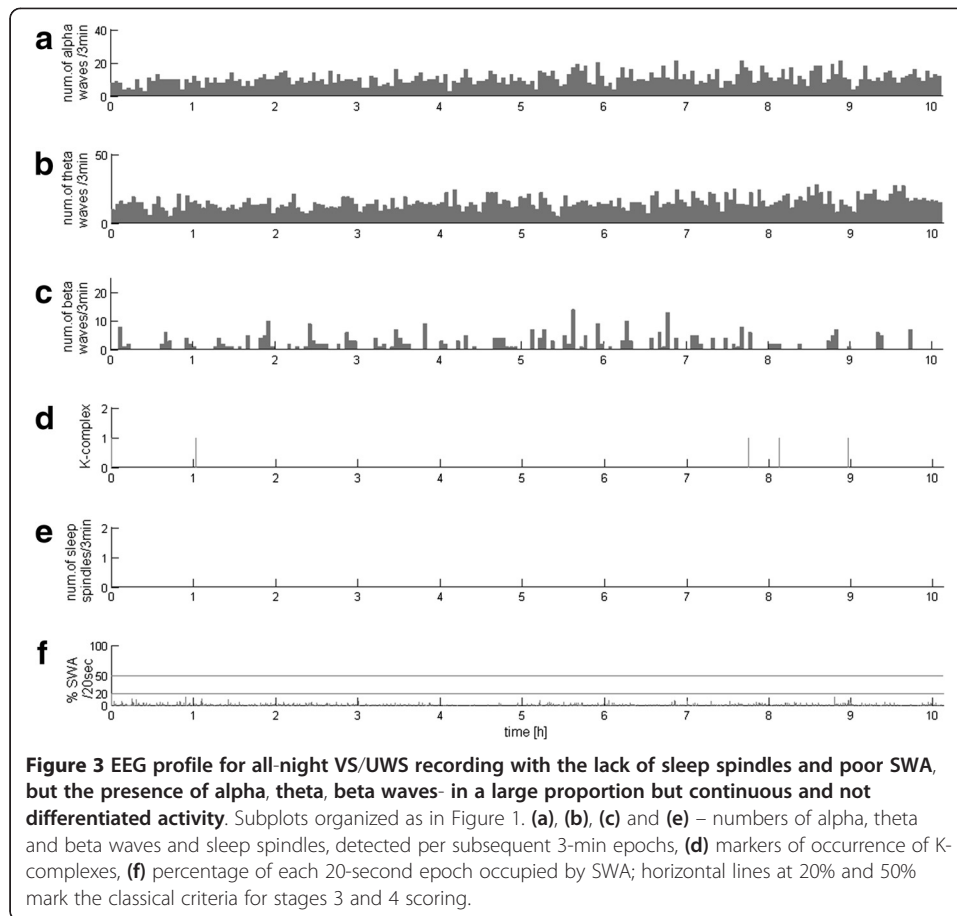 a
num.of alpha
waves /3min
40
20
0
0 1 2 3 4 5 6 7 8 9 10
b
num.of theta
waves /3min
50
0
0 1 2 3 4 5 6 7 8 9 10
c
num.of beta
waves/3min
20
10
0
0 1 2 3 4 5 6 7 8 9 10
d
K-complex
2
1
0
0 1 2 3 4 5 6 7 8 9 10
e
num.of sleep
spindles/3min
2
1
0
0 1 2 3 4 5 6 7 8 9 10
f
% SWA
/20sec
100
50
20
0
0 1 2 3 4 5 6 7 8 9 10
time [h]
Figure 3 EEG profile for all-night VS/UWS recording with the lack of sleep spindles and poor SWA,
but the presence of alpha, theta, beta waves- in a large proportion but continuous and not
differentiated activity. Subplots organized as in Figure 1. (a), (b), (c) and (e) – numbers of alpha, theta
and beta waves and sleep spindles, detected per subsequent 3-min epochs, (d) markers of occurrence of K-
complexes, (f) percentage of each 20-second epoch occupied by SWA; horizontal lines at 20% and 50%
mark the classical criteria for stages 3 and 4 scoring.